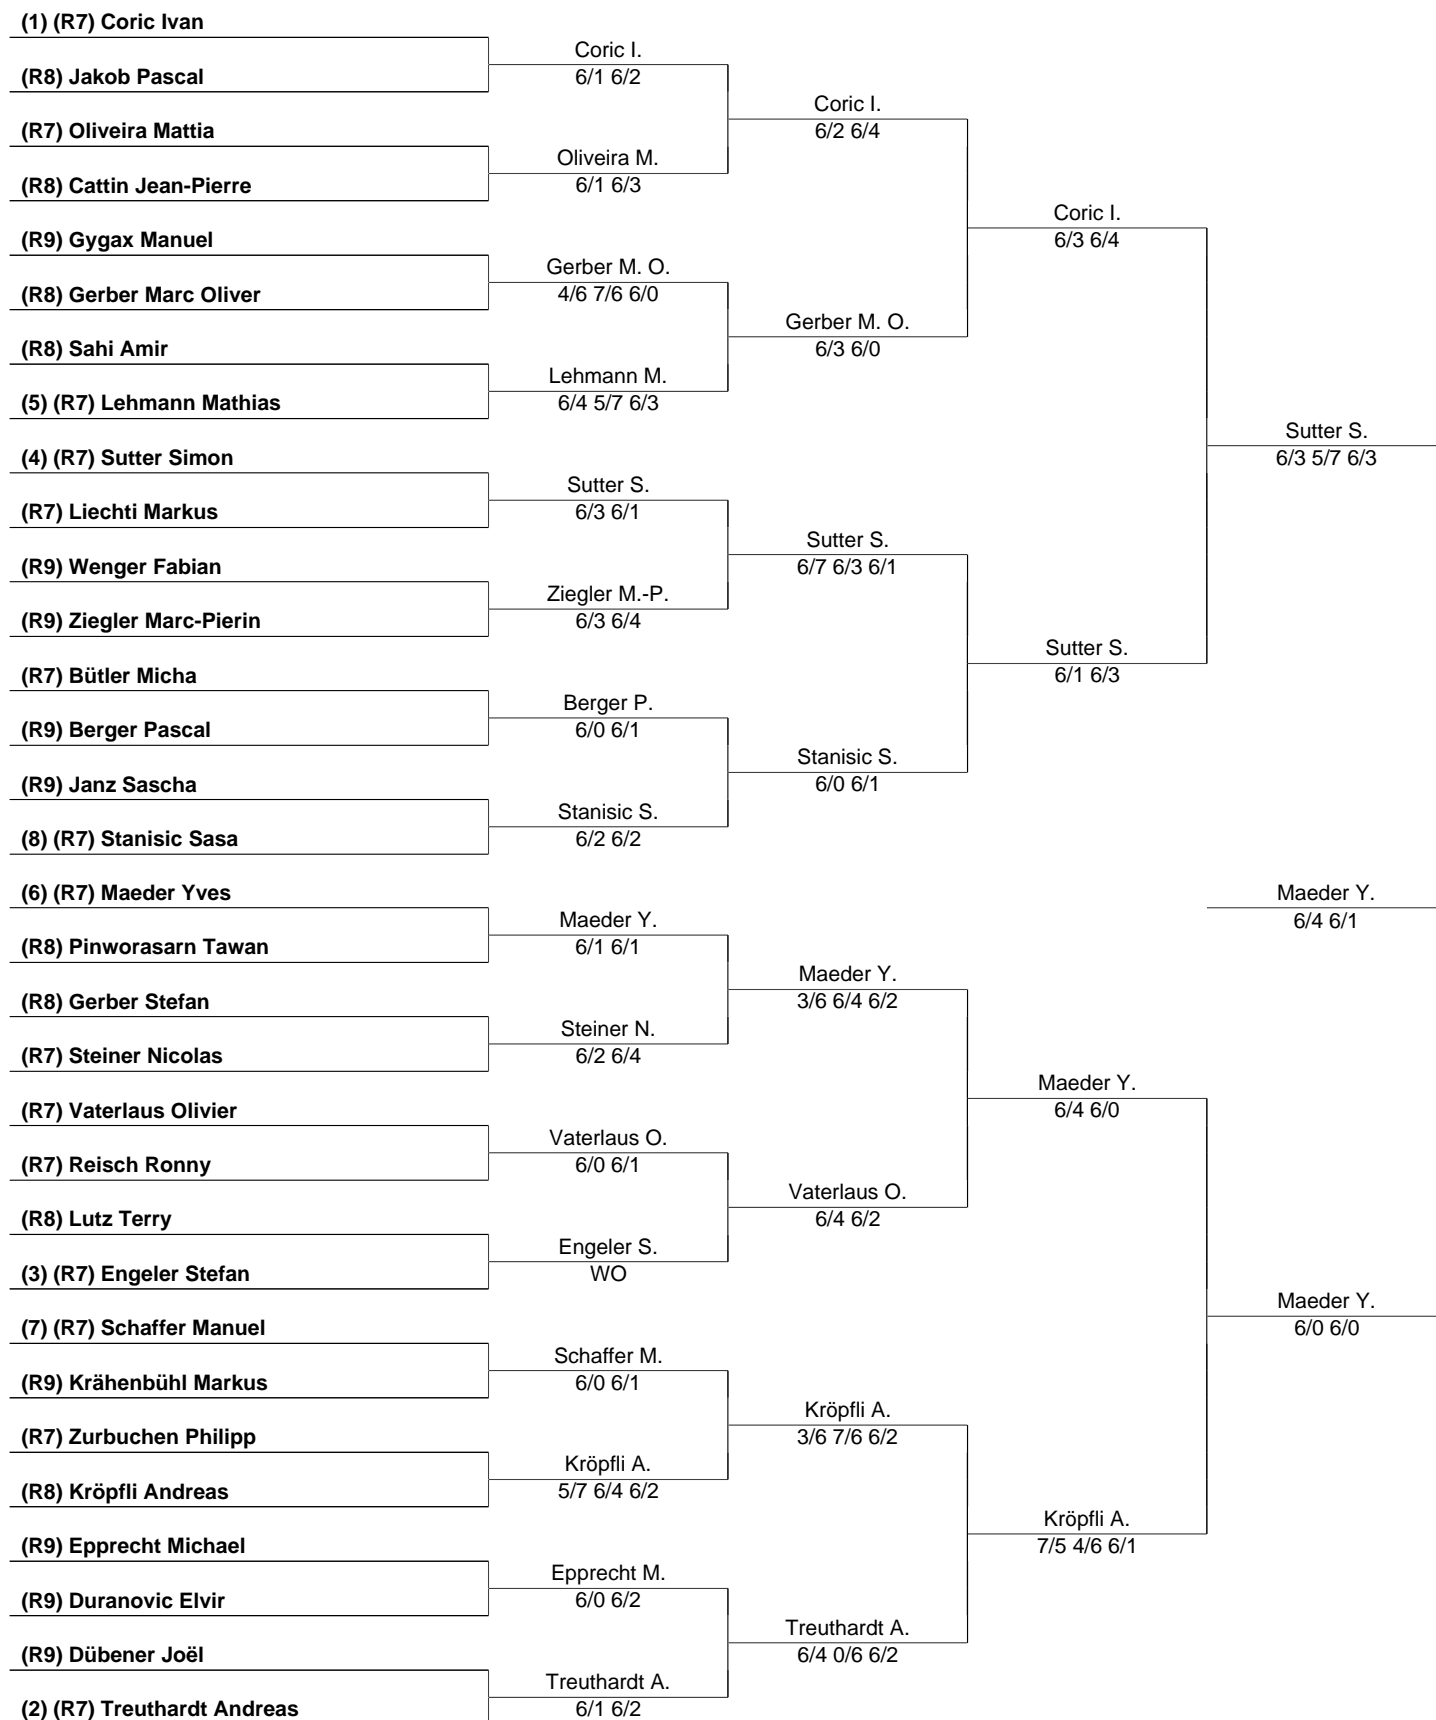 (1) (R7) Coric Ivan
(R8) Jakob Pascal
(R7) Oliveira Mattia
(R8) Cattin Jean-Pierre
(R9) Gygax Manuel
(R8) Gerber Marc Oliver
(R8) Sahi Amir
(5) (R7) Lehmann Mathias
(4) (R7) Sutter Simon
(R7) Liechti Markus
(R9) Wenger Fabian
(R9) Ziegler Marc-Pierin
(R7) Bütler Micha
(R9) Berger Pascal
(R9) Janz Sascha
(8) (R7) Stanisic Sasa
(6) (R7) Maeder Yves
(R8) Pinworasarn Tawan
(R8) Gerber Stefan
(R7) Steiner Nicolas
(R7) Vaterlaus Olivier
(R7) Reisch Ronny
(R8) Lutz Terry
(3) (R7) Engeler Stefan
(7) (R7) Schaffer Manuel
(R9) Krähenbühl Markus
(R7) Zurbuchen Philipp
(R8) Kröpfli Andreas
(R9) Epprecht Michael
(R9) Duranovic Elvir
(R9) Dübener Joël
(2) (R7) Treuthardt Andreas
Coric I.
6/1 6/2
Oliveira M.
6/1 6/3
Gerber M. O.
4/6 7/6 6/0
Lehmann M.
6/4 5/7 6/3
Sutter S.
6/3 6/1
Ziegler M.-P.
6/3 6/4
Berger P.
6/0 6/1
Stanisic S.
6/2 6/2
Maeder Y.
6/1 6/1
Steiner N.
6/2 6/4
Vaterlaus O.
6/0 6/1
Engeler S.
WO
Schaffer M.
6/0 6/1
Kröpfli A.
5/7 6/4 6/2
Epprecht M.
6/0 6/2
Treuthardt A.
6/1 6/2
Coric I.
6/2 6/4
Gerber M. O.
6/3 6/0
Sutter S.
6/7 6/3 6/1
Stanisic S.
6/0 6/1
Maeder Y.
3/6 6/4 6/2
Vaterlaus O.
6/4 6/2
Kröpfli A.
3/6 7/6 6/2
Treuthardt A.
6/4 0/6 6/2
Coric I.
6/3 6/4
Sutter S.
6/1 6/3
Maeder Y.
6/4 6/0
Kröpfli A.
7/5 4/6 6/1
Sutter S.
6/3 5/7 6/3
Maeder Y.
6/4 6/1
Maeder Y.
6/0 6/0